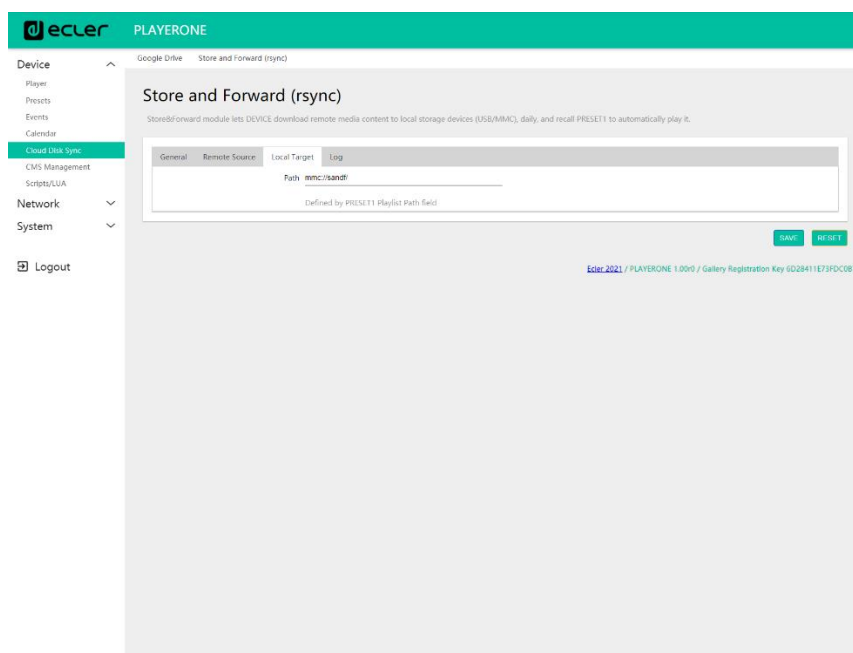 ecler
PLAYERONE
Google Drive Store and Forward (rsync)
Device
Player
Presets
Events
Calendar
Cloud Disk Sync
CMS Management
Scripts/LUA
Network
System
Logout
Store and Forward (rsync)
Store&Forward module lets DEVICE download remote media content to local storage devices (USB/MMC), daily, and recall PRESET1 to automatically play it.
General Remote Source Local Target Log
Path mmc://sandf/
Defined by PRESET1 Playlist Path field
SAVE RESET
Ecler 2021 / PLAYERONE 1.00r0 / Gallery Registration Key 6D28411E73FDC0B